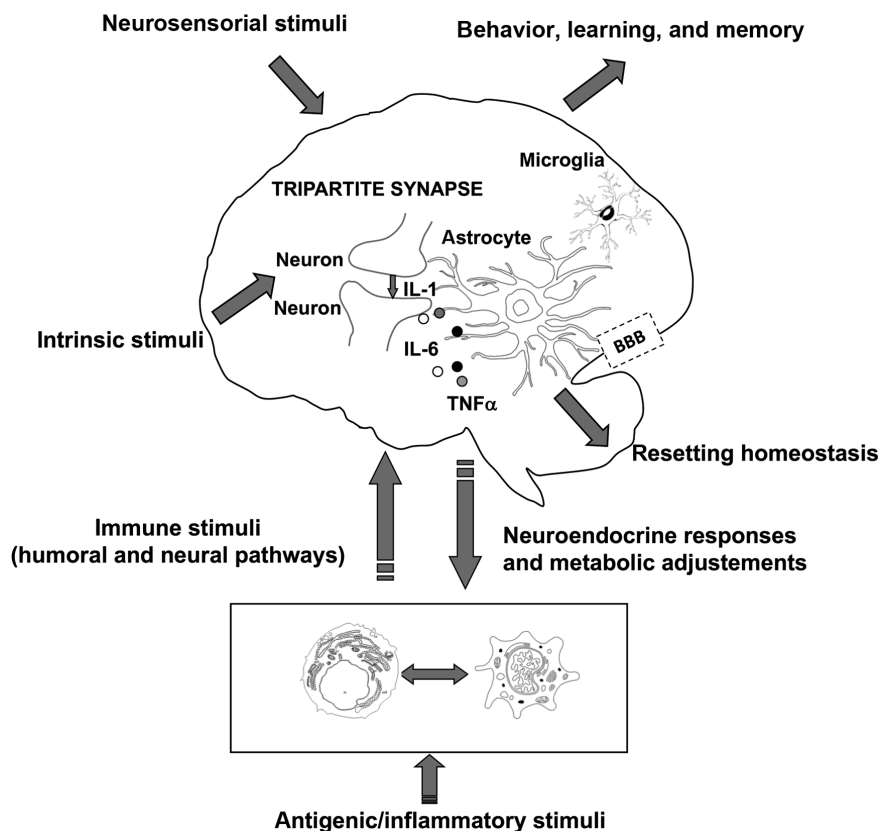 Neurosensorial stimuli
Behavior, learning, and memory
Microglia
TRIPARTITE SYNAPSE
Astrocyte
Neuron
IL-1
Neuron
Intrinsic stimuli
IL-6
BBB
TNFα
Resetting homeostasis
Immune stimuli
(humoral and neural pathways)
Neuroendocrine responses
and metabolic adjustements
Antigenic/inflammatory stimuli